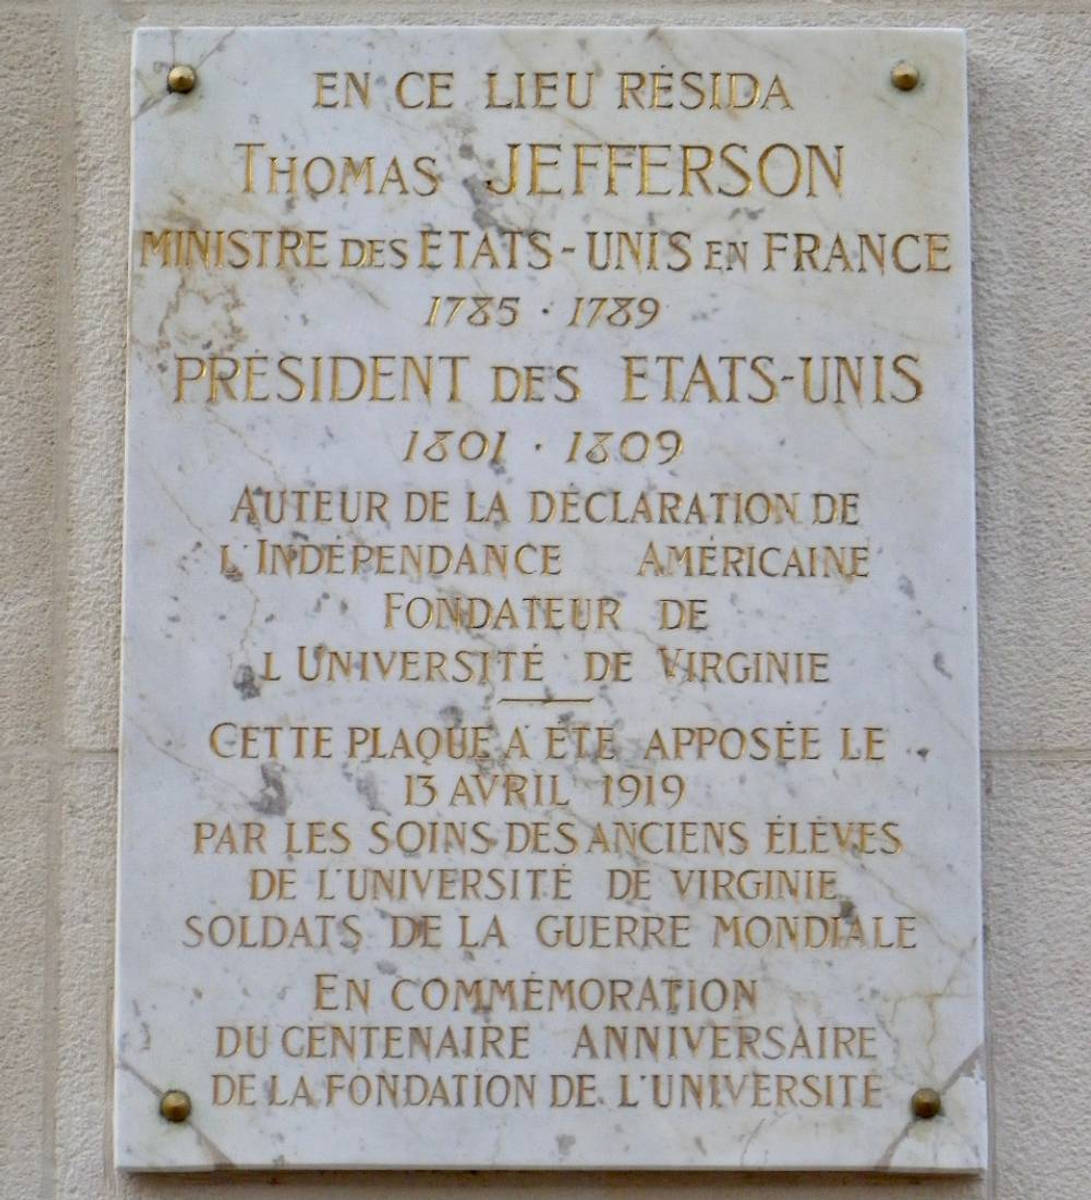 EN CE LIEU RÉSIDA
THOMAS JEFFERSON
MINISTRE DES ETATS-UNIS EN FRANCE
1785 · 1789
PRÉSIDENT DES ETATS-UNIS
1801 · 1809
AUTEUR DE LA DÉCLARATION DE
L'INDÉPENDANCE AMÉRICAINE
FONDATEUR DE
L'UNIVERSITÉ DE VIRGINIE
CETTE PLAQUE A ÉTÉ APPOSÉE LE
13 AVRIL 1919
PAR LES SOINS DES ANCIENS ÉLÈVES
DE L'UNIVERSITÉ DE VIRGINIE
SOLDATS DE LA GUERRE MONDIALE
EN COMMÉMORATION
DU CENTENAIRE ANNIVERSAIRE
DE LA FONDATION DE L'UNIVERSITÉ